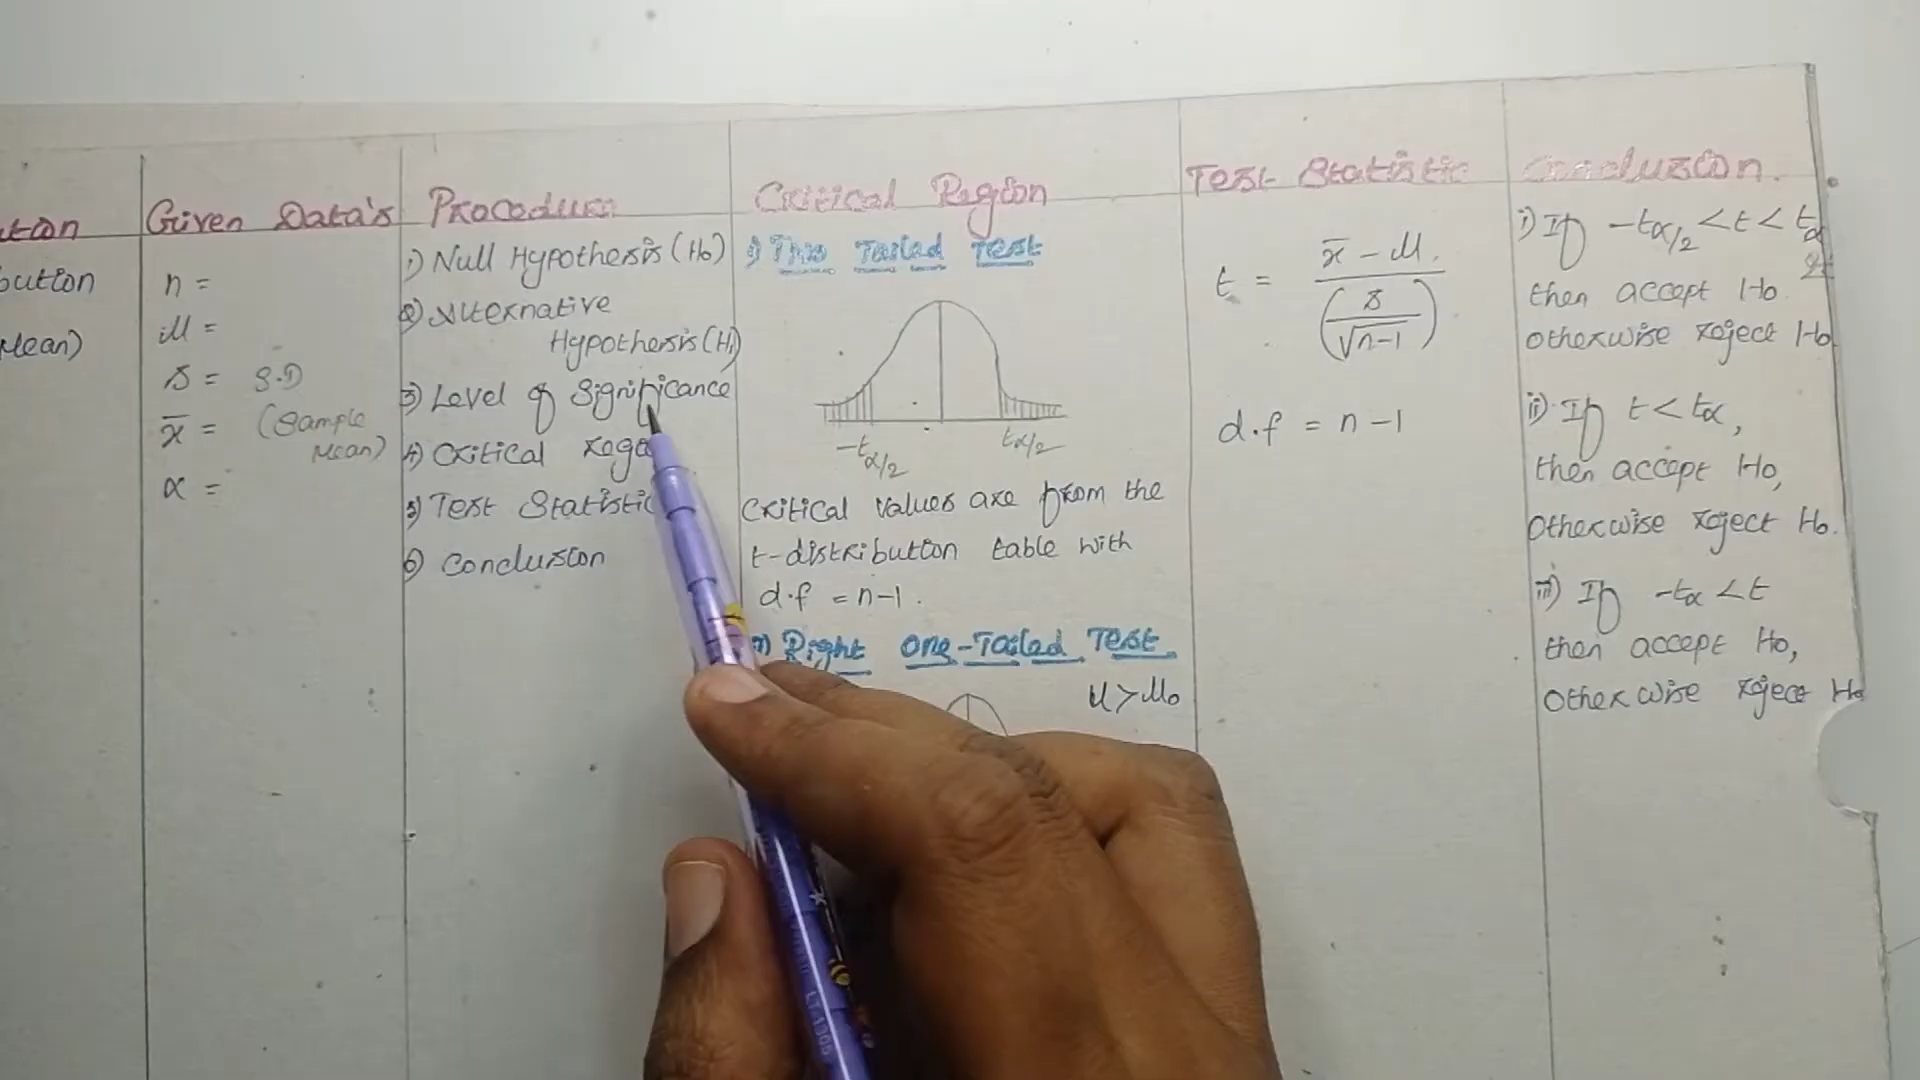 Given Data's
n =
μ =
s = S.D
x̄ = (Sample
Mean)
α =
Procedure
1) Null Hypothesis (H0)
2) Alternative
Hypothesis (H1)
3) Level of Significance
4) Critical
5) Test Statistic
6) Conclusion
Critical Region
i) Two Tailed Test
-tα/2
tα/2
Critical values are from the
t-distribution table with
d.f = n-1.
Right One-Tailed Test
μ > μ0
Test Statistic
t = x̄ - μ / (s / √n-1)
d.f = n-1
Conclusion.
i) If -tα/2 < t < tα/2
then accept H0
otherwise reject H0
ii) If t < tα,
then accept H0,
Otherwise reject H0.
iii) If -tα < t
then accept H0,
Otherwise reject H0